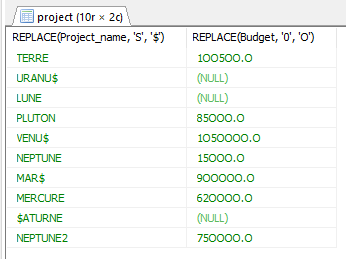 project (10r × 2c)
REPLACE(Project_name, 'S', '$') REPLACE(Budget, '0', 'O')
TERRE 1OO5OO.O
URANU$ (NULL)
LUNE (NULL)
PLUTON 85OOO.O
VENU$ 1O5OOOO.O
NEPTUNE 15OOO.O
MAR$ 9OOOOO.O
MERCURE 62OOOO.O
$ATURNE (NULL)
NEPTUNE2 75OOOO.O